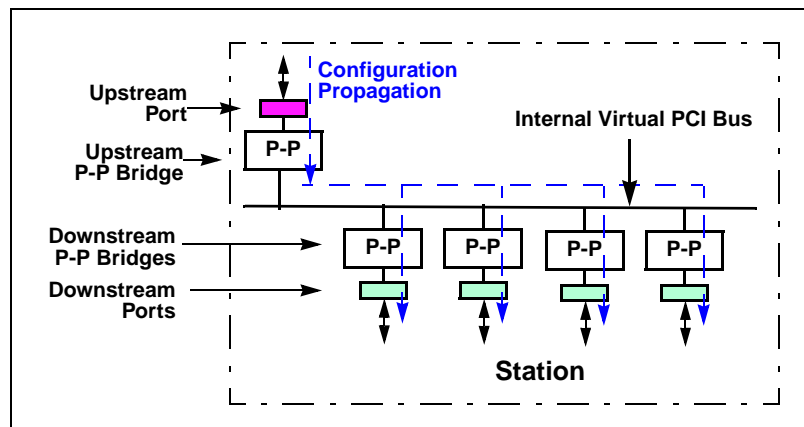 Configuration
Propagation
Upstream
Port
Internal Virtual PCI Bus
Upstream
P-P Bridge
P-P
Downstream
P-P Bridges
P-P
P-P
P-P
P-P
Downstream
Ports
Station